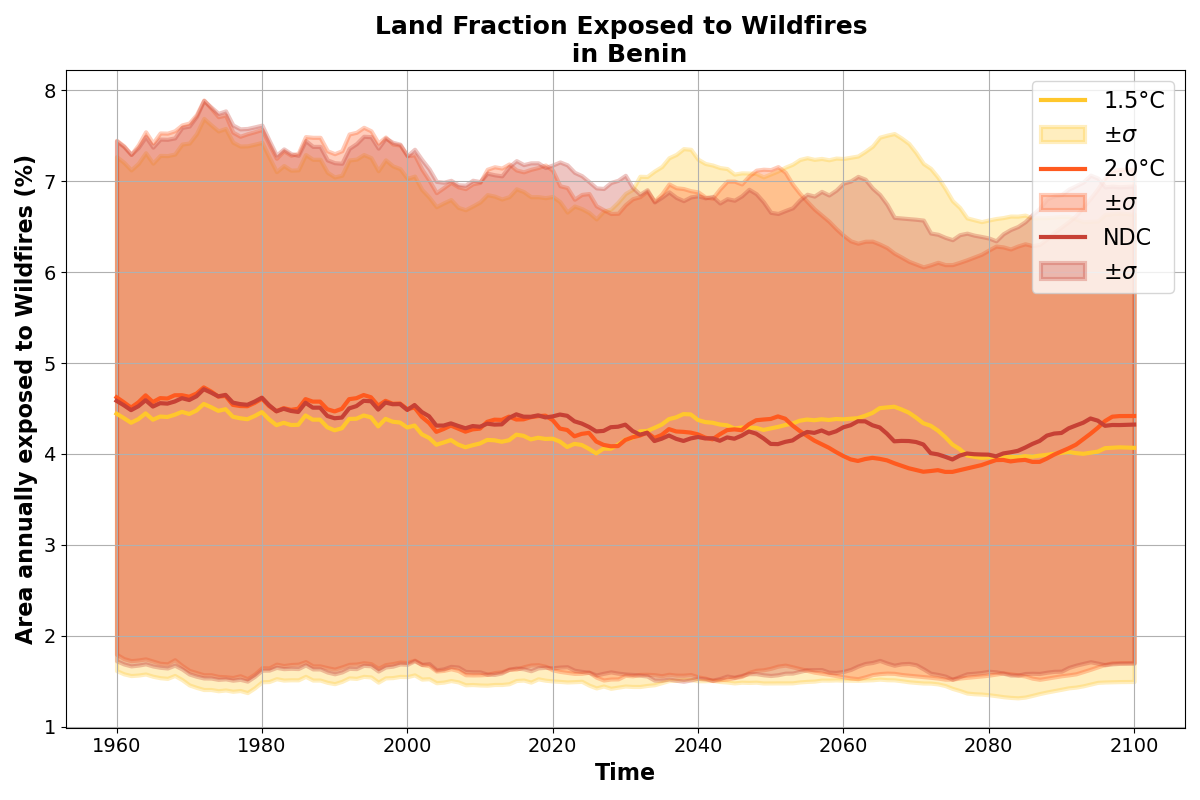 Land Fraction Exposed to Wildfires
in Benin
Area annually exposed to Wildfires (%)
8
7
6
5
4
3
2
1
1960
1980
2000
2020
2040
2060
2080
2100
Time
1.5°C
±σ
2.0°C
±σ
NDC
±σ